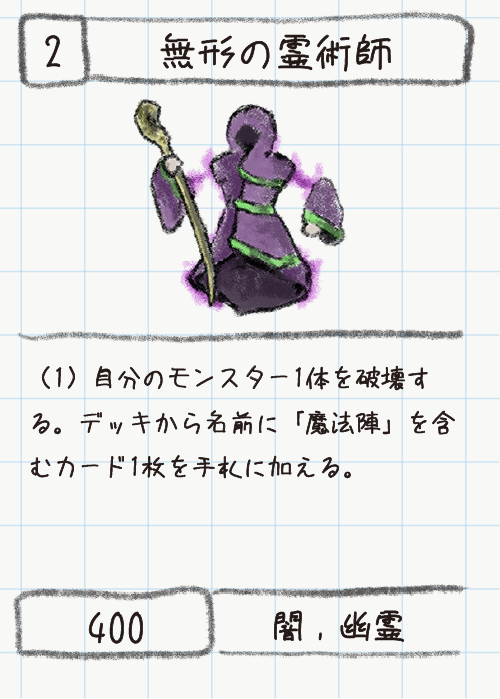 2
無形の霊術師
（1）自分のモンスター1体を破壊す
る。デッキから名前に「魔法陣」を含
むカード1枚を手札に加える。
400
闇，幽霊